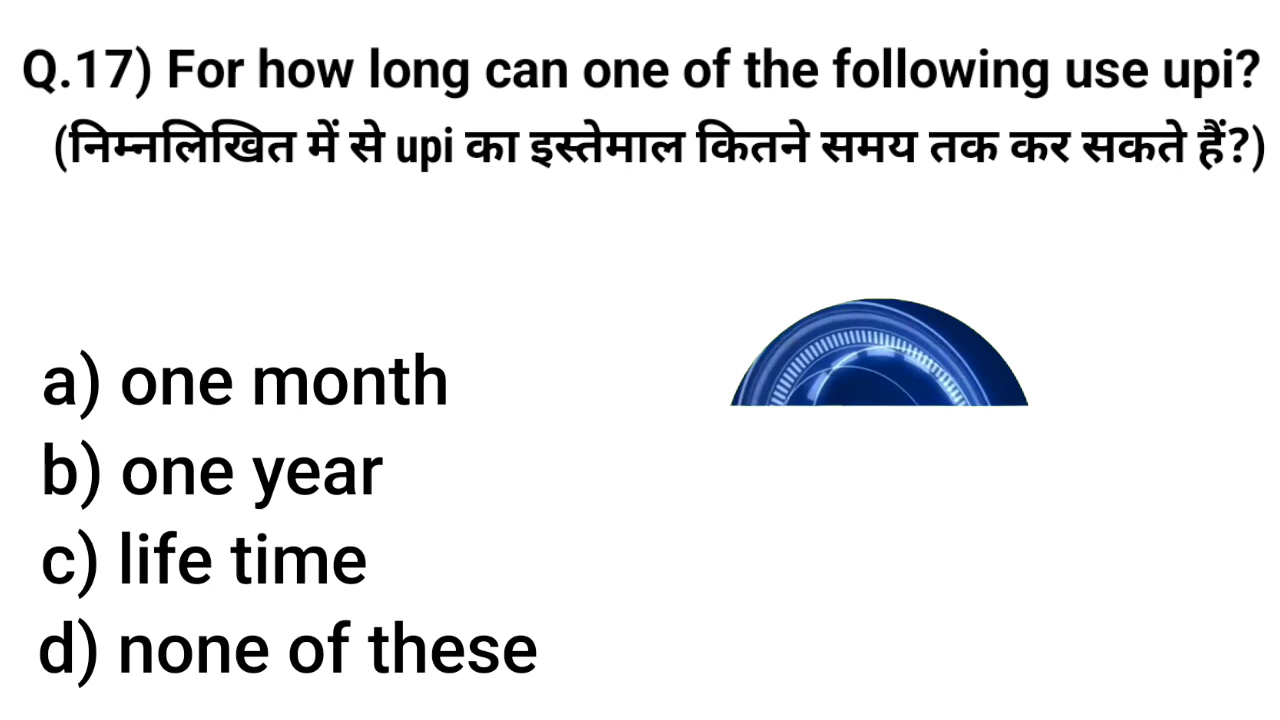 Q.17) For how long can one of the following use upi?
(निम्नलिखित में से upi का इस्तेमाल कितने समय तक कर सकते हैं?)
a) one month
b) one year
c) life time
d) none of these